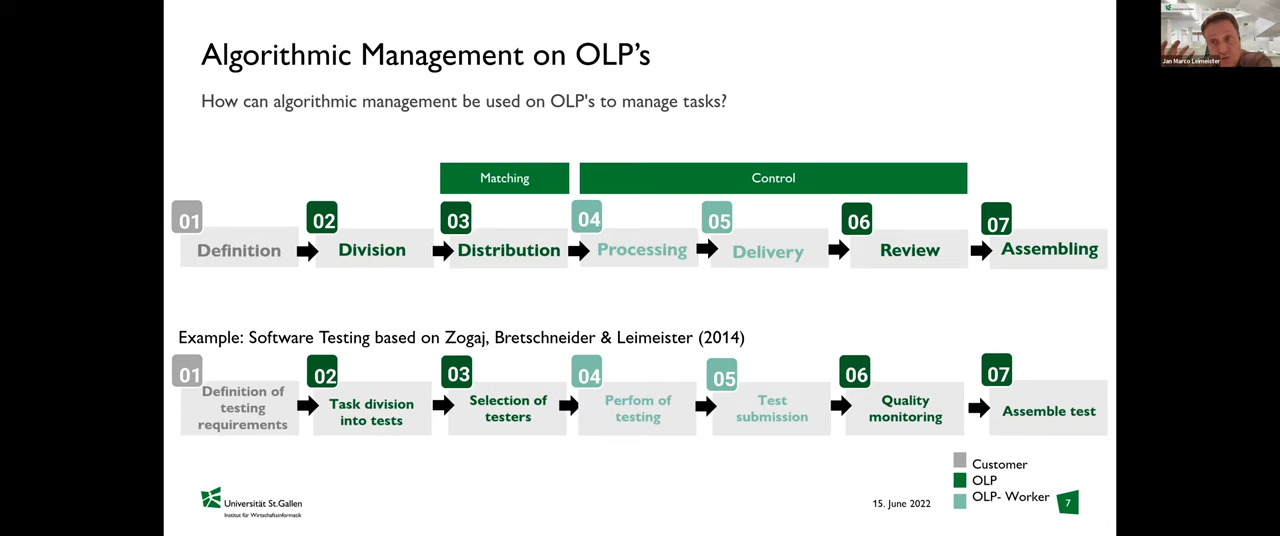 Algorithmic Management on OLP's
How can algorithmic management be used on OLP's to manage tasks?
Matching
Control
01
02
03
04
05
06
07
Definition
Division
Distribution
Processing
Delivery
Review
Assembling
Example: Software Testing based on Zogaj, Bretschneider & Leimeister (2014)
01
02
03
04
05
06
07
Definition of
testing
requirements
Task division
into tests
Selection of
testers
Perfom of
testing
Test
submission
Quality
monitoring
Assemble test
Customer
OLP
OLP- Worker
Universität St.Gallen
Institut für Wirtschaftsinformatik
15. June 2022
7
Jan Marco Leimeister